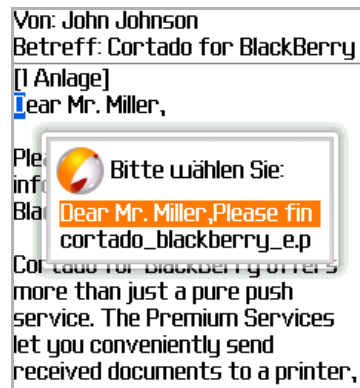 Von: John Johnson
Betreff: Cortado for BlackBerry
[1 Anlage]
Dear Mr. Miller,
Bitte wählen Sie:
Dear Mr. Miller,Please fin
cortado_blackberry_e.p
more than just a pure push
service. The Premium Services
let you conveniently send
received documents to a printer,